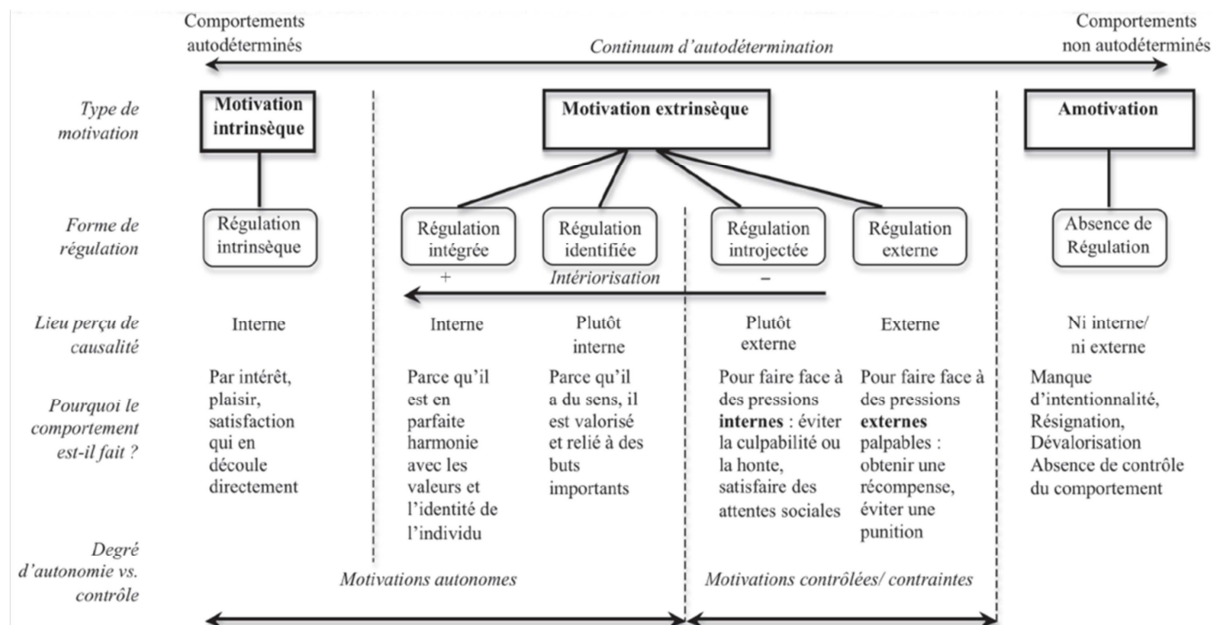 Comportements
autodéterminés
Continuum d'autodétermination
Comportements
non autodéterminés
Type de
motivation
Motivation
intrinsèque
Motivation extrinsèque
Amotivation
Forme de
régulation
Régulation
intrinsèque
Régulation
intégrée
Régulation
identifiée
Régulation
introjectée
Régulation
externe
Absence de
Régulation
+
Intériorisation
–
Lieu perçu de
causalité
Interne
Interne
Plutôt
interne
Plutôt
externe
Externe
Ni interne/
ni externe
Pourquoi le
comportement
est-il fait ?
Par intérêt,
plaisir,
satisfaction
qui en
découle
directement
Parce qu'il
est en
parfaite
harmonie
avec les
valeurs et
l'identité de
l'individu
Parce qu'il
a du sens, il
est valorisé
et relié à des
buts
importants
Pour faire face à
des pressions
internes : éviter
la culpabilité ou
la honte,
satisfaire des
attentes sociales
Pour faire face à
des pressions
externes
palpables :
obtenir une
récompense,
éviter une
punition
Manque
d'intentionnalité,
Résignation,
Dévalorisation
Absence de contrôle
du comportement
Degré
d'autonomie vs.
contrôle
Motivations autonomes
Motivations contrôlées/ contraintes